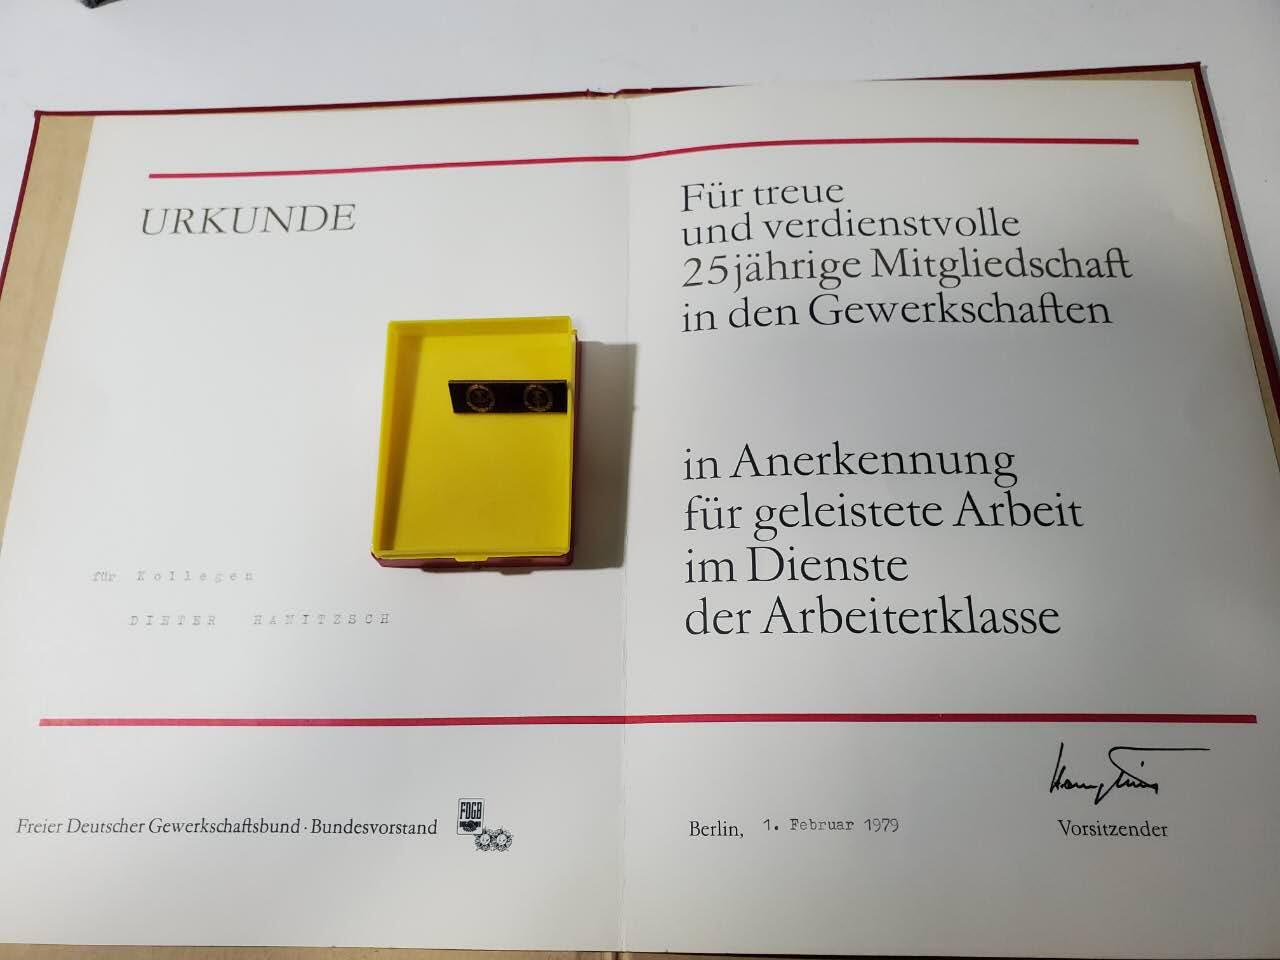 URKUNDE
für Kollegen
DIETER HANITZSCH
Freier Deutscher Gewerkschaftsbund · Bundesvorstand
FDGB
Für treue
und verdienstvolle
25jährige Mitgliedschaft
in den Gewerkschaften
in Anerkennung
für geleistete Arbeit
im Dienste
der Arbeiterklasse
Berlin, 1. Februar 1979
Vorsitzender